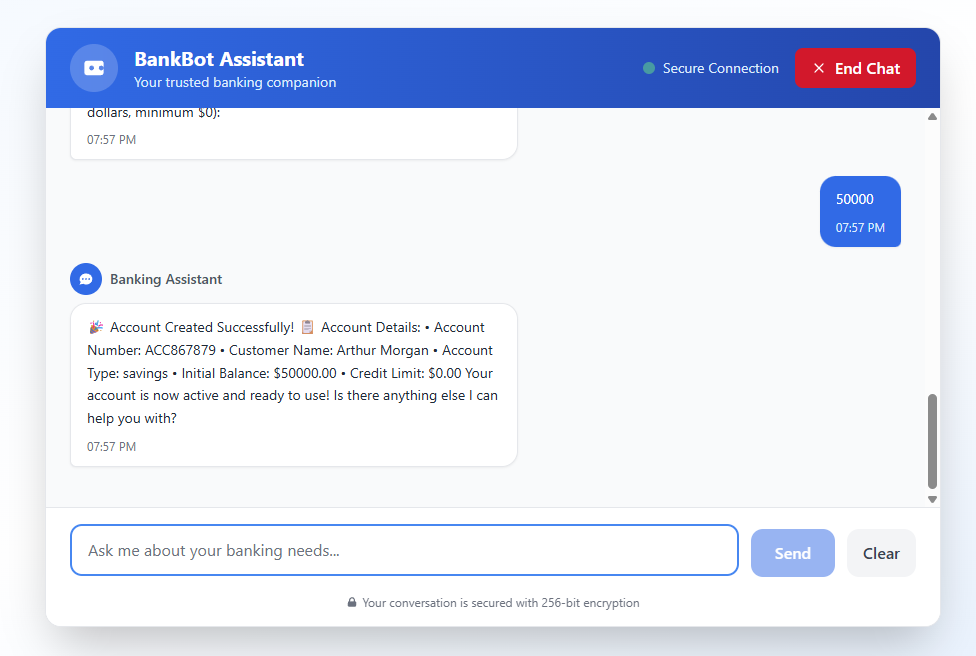 BankBot Assistant
Your trusted banking companion
Secure Connection
End Chat
dollars, minimum $0):
07:57 PM
50000
07:57 PM
Banking Assistant
🎉 Account Created Successfully! 📋 Account Details: • Account
Number: ACC867879 • Customer Name: Arthur Morgan • Account
Type: savings • Initial Balance: $50000.00 • Credit Limit: $0.00 Your
account is now active and ready to use! Is there anything else I can
help you with?
07:57 PM
Ask me about your banking needs...
Send
Clear
🔒 Your conversation is secured with 256-bit encryption